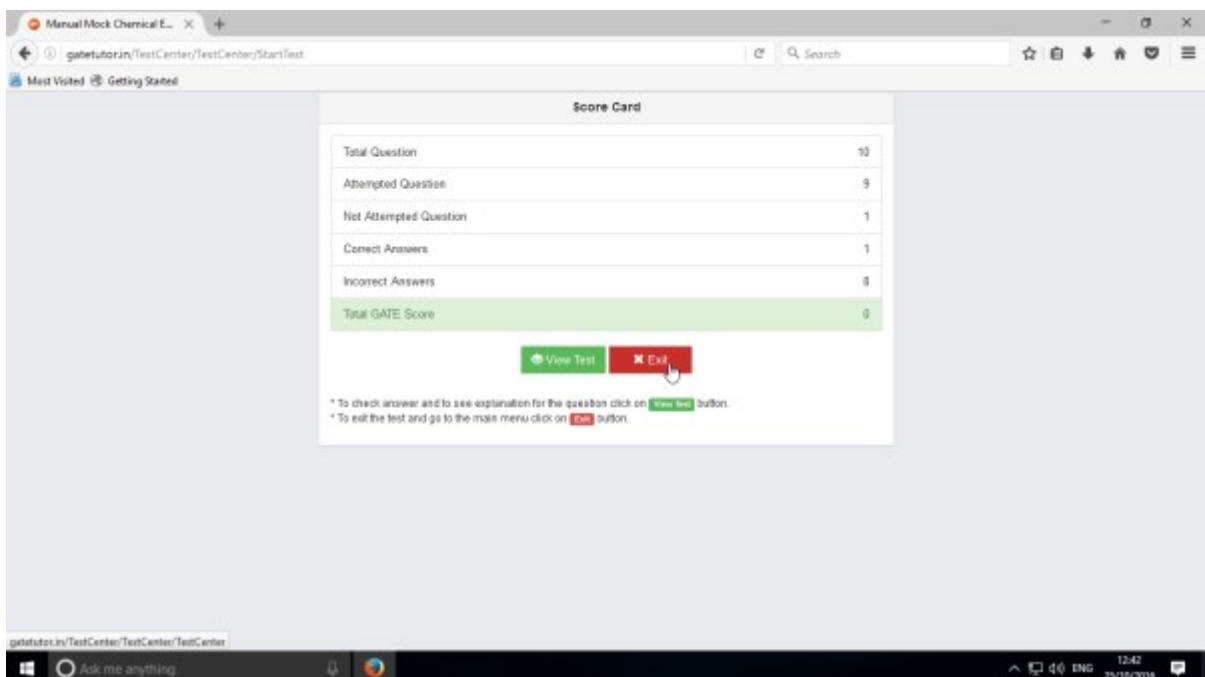 Manual Mock Chemical E...
gatetutor.in/TestCenter/TestCenter/StartTest
Search
Most Visited Getting Started
Score Card
Total Question 10
Attempted Question 9
Not Attempted Question 1
Correct Answers 1
Incorrect Answers 8
Total GATE Score 0
View Test Exit
* To check answer and to see explanation for the question click on View Test button.
* To exit the test and go to the main menu click on Exit button.
gatetutor.in/TestCenter/TestCenter/TestCenter
Ask me anything
ENG
12:42
25/10/2016